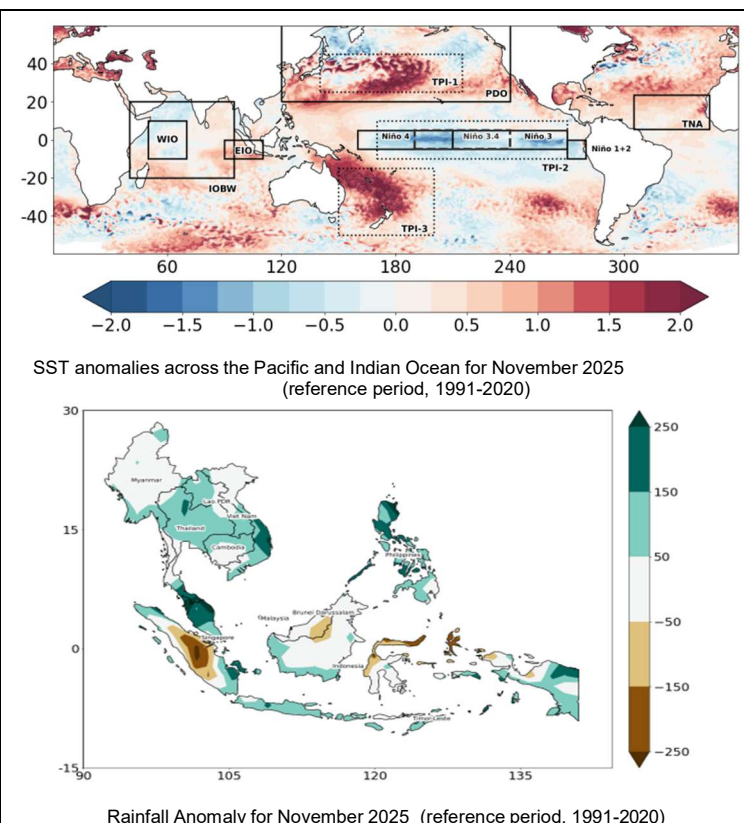 40
20
0
-20
-40
TPI-1
PDO
TNA
WIO
EIO
Niño 4
Niño 3.4
Niño 3
Niño 1+2
IOBW
TPI-2
TPI-3
60 120 180 240 300
−2.0 −1.5 −1.0 −0.5 0.0 0.5 1.0 1.5 2.0
SST anomalies across the Pacific and Indian Ocean for November 2025
(reference period, 1991-2020)
30
15
0
-15
90 105 120 135
Myanmar
Lao PDR
Viet Nam
Thailand
Cambodia
Philippines
Brunei Darussalam
Malaysia
Singapore
Indonesia
Timor-Leste
250
150
50
−50
−150
−250
Rainfall Anomaly for November 2025 (reference period, 1991-2020)